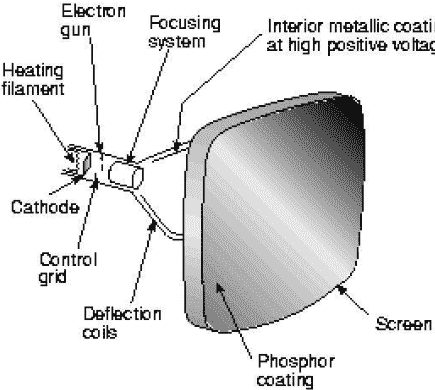 Electron
gun
Focusing
system
Interior metallic coati
at high positive voltag
Heating
filament
Cathode
Control
grid
Deflection
coils
Screen
Phosphor
coating